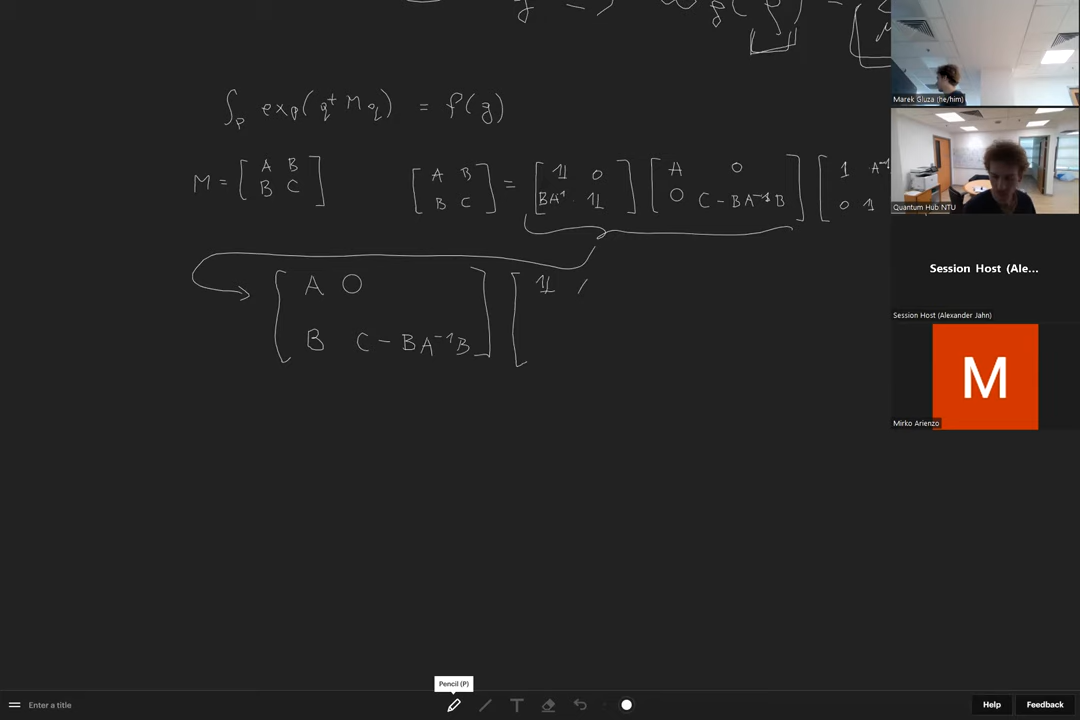 ∫_p exp(q† M q) = f(g)
M = [ A B ; B C ]
[ A B ; B C ] = [ 𝟙 0 ; BA⁻¹ 𝟙 ] [ A 0 ; 0 C - BA⁻¹B ] [ 1 A⁻¹ ; 0 1
[ A 0 ; B C - BA⁻¹B ] [ 𝟙
Marek Gluza (he/him)
Quantum Hub NTU
Session Host (Ale...
Session Host (Alexander Jahn)
M
Mirko Arienzo
Pencil (P)
Enter a title
T
Help
Feedback